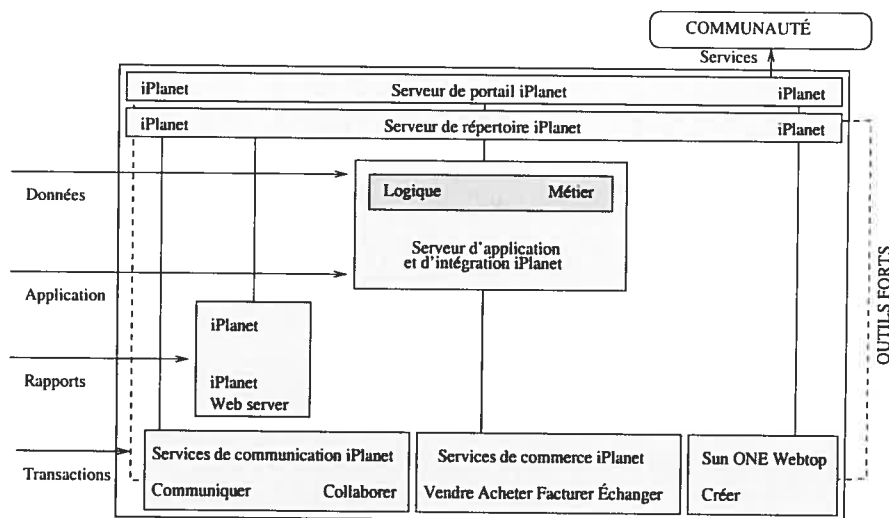 COMMUNAUTÉ
Services
iPlanet Serveur de portail iPlanet iPlanet
iPlanet Serveur de répertoire iPlanet iPlanet
Données
Logique Métier
Serveur d'application
et d'intégration iPlanet
Application
iPlanet
Rapports
iPlanet
Web server
OUTILS FORTS
Transactions
Services de communication iPlanet
Communiquer Collaborer
Services de commerce iPlanet
Vendre Acheter Facturer Échanger
Sun ONE Webtop
Créer